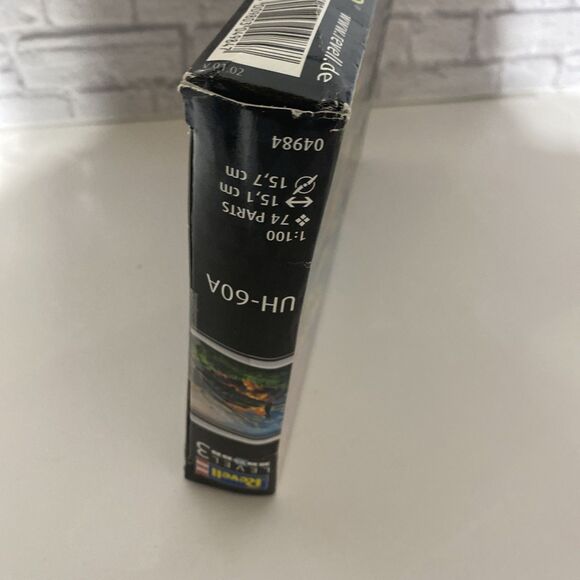 Revell
LEVEL 3
UH-60A
1:100
74 PARTS
15,1 cm
15,7 cm
04984
www.revell.de